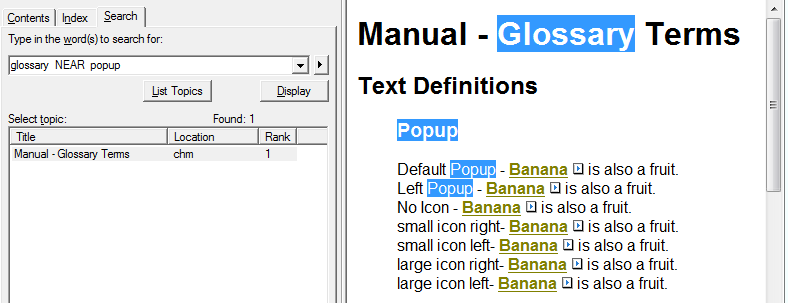 Contents Index Search
Type in the word(s) to search for:
glossary NEAR popup
List Topics Display
Select topic: Found: 1
Title Location Rank
Manual - Glossary Terms chm 1
Manual - Glossary Terms
Text Definitions
Popup
Default Popup - Banana is also a fruit.
Left Popup - Banana is also a fruit.
No Icon - Banana is also a fruit.
small icon right- Banana is also a fruit.
small icon left- Banana is also a fruit.
large icon right- Banana is also a fruit.
large icon left- Banana is also a fruit.